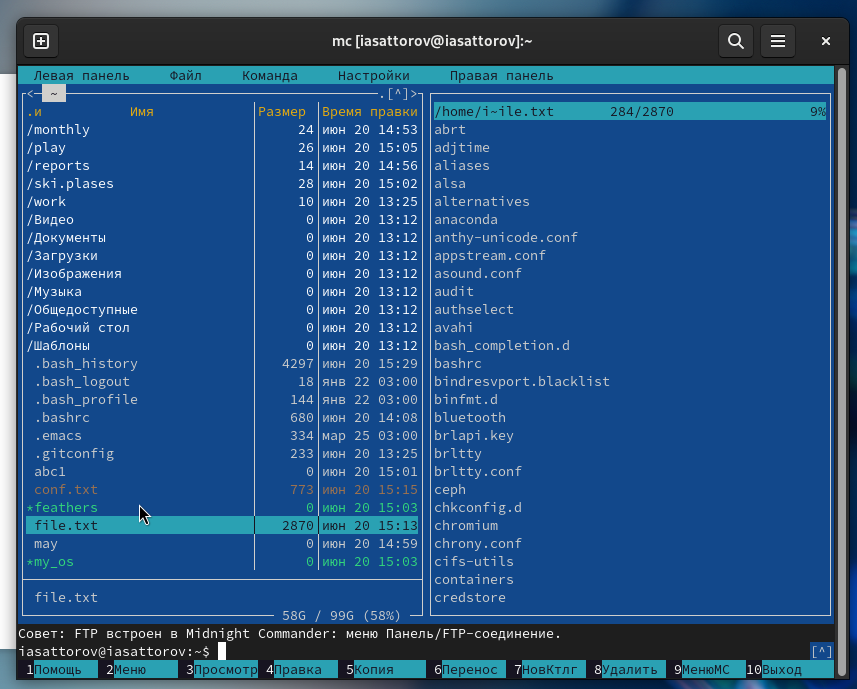 mc [iasattorov@iasattorov]:~
Левая панель Файл Команда Настройки Правая панель
<─ ~ .[^]>
.и Имя Размер Время правки
/monthly 24 июн 20 14:53
/play 26 июн 20 15:05
/reports 14 июн 20 14:56
/ski.plases 28 июн 20 15:02
/work 10 июн 20 13:25
/Видео 0 июн 20 13:12
/Документы 0 июн 20 13:12
/Загрузки 0 июн 20 13:12
/Изображения 0 июн 20 13:12
/Музыка 0 июн 20 13:12
/Общедоступные 0 июн 20 13:12
/Рабочий стол 0 июн 20 13:12
/Шаблоны 0 июн 20 13:12
.bash_history 4297 июн 20 15:29
.bash_logout 18 янв 22 03:00
.bash_profile 144 янв 22 03:00
.bashrc 680 июн 20 14:08
.emacs 334 мар 25 03:00
.gitconfig 233 июн 20 13:25
abc1 0 июн 20 15:01
conf.txt 773 июн 20 15:15
*feathers 0 июн 20 15:03
file.txt 2870 июн 20 15:13
may 0 июн 20 14:59
*my_os 0 июн 20 15:03
file.txt
58G / 99G (58%)
/home/i~ile.txt 284/2870 9%
abrt
adjtime
aliases
alsa
alternatives
anaconda
anthy-unicode.conf
appstream.conf
asound.conf
audit
authselect
avahi
bash_completion.d
bashrc
bindresvport.blacklist
binfmt.d
bluetooth
brlapi.key
brltty
brltty.conf
ceph
chkconfig.d
chromium
chrony.conf
cifs-utils
containers
credstore
Совет: FTP встроен в Midnight Commander: меню Панель/FTP-соединение.
iasattorov@iasattorov:~$ [^]
1Помощь 2Меню 3Просмотр 4Правка 5Копия 6Перенос 7НовКтлг 8Удалить 9МенюMC 10Выход